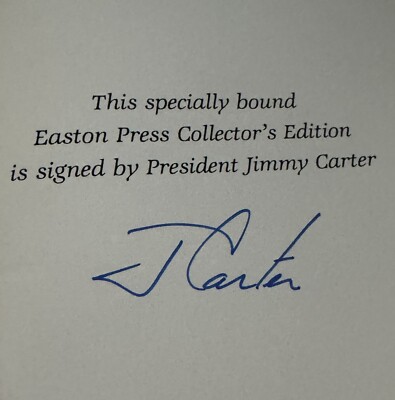 This specially bound
Easton Press Collector's Edition
is signed by President Jimmy Carter
J Carter